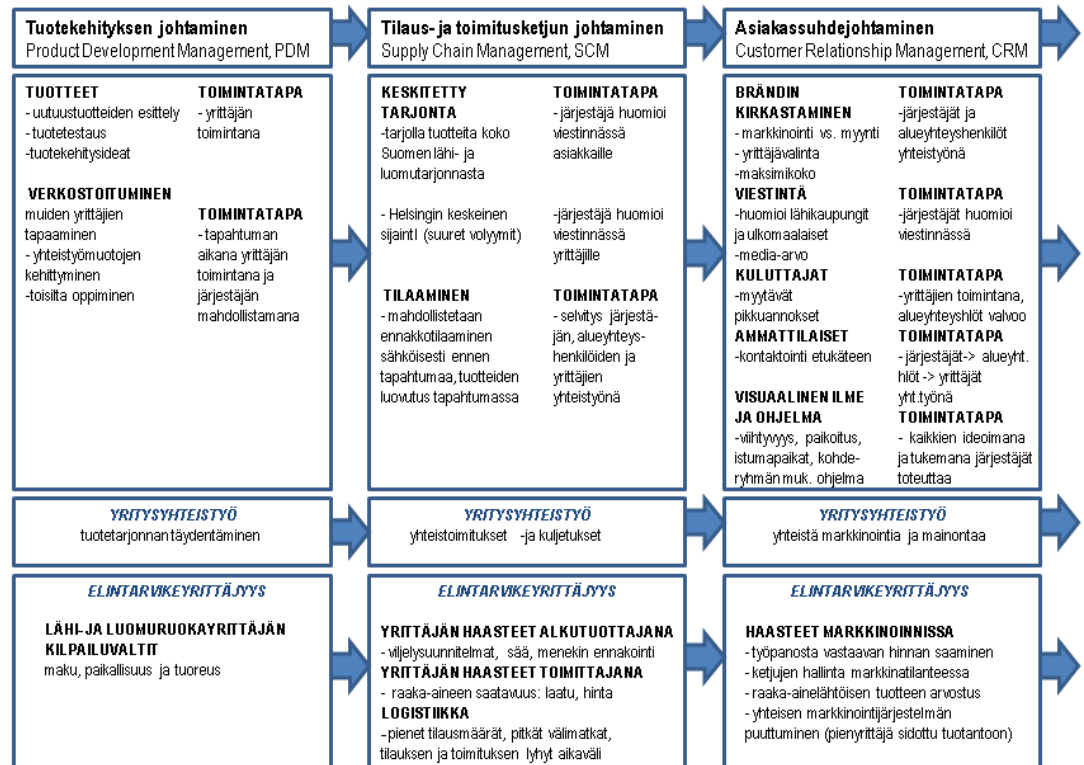 Tuotekehityksen johtaminen
Product Development Management, PDM
Tilaus- ja toimitusketjun johtaminen
Supply Chain Management, SCM
Asiakassuhdejohtaminen
Customer Relationship Management, CRM
TUOTTEET
- uutuustuotteiden esittely
- tuotetestaus
-tuotekehitysideat
TOIMINTATAPA
- yrittäjän
toimintana
VERKOSTOITUMINEN
muiden yrittäjien
tapaaminen
- yhteistyömuotojen
kehittyminen
-toisilta oppiminen
TOIMINTATAPA
- tapahtuman
aikana yrittäjän
toimintana ja
järjestäjän
mahdollistamana
KESKITETTY
TARJONTA
-tarjolla tuotteita koko
Suomen lähi- ja
luomutarjonnasta
TOIMINTATAPA
- järjestäjä huomioi
viestinnässä
asiakkaille
- Helsingin keskeinen
sijaintI (suuret volyymit)
-järjestäjä huomioi
viestinnässä
yrittäjille
TILAAMINEN
- mahdollistetaan
ennakkotilaaminen
sähköisesti ennen
tapahtumaa, tuotteiden
luovutus tapahtumassa
TOIMINTATAPA
- selvitys järjestä-
jän, alueyhteys-
henkilöiden ja
yrittäjien
yhteistyönä
BRÄNDIN
KIRKASTAMINEN
- markkinointi vs. myynti
- yrittäjävalinta
-maksimikoko
TOIMINTATAPA
-järjestäjät ja
alueyhteyshenkilöt
yhteistyönä
VIESTINTÄ
-huomioi lähikaupungit
ja ulkomaalaiset
-media-arvo
TOIMINTATAPA
-järjestäjät huomioi
viestinnässä
KULUTTAJAT
-myytävät
pikkuannokset
TOIMINTATAPA
-yrittäjien toimintana,
alueyhteyshlöt valvoo
AMMATTILAISET
-kontaktointi etukäteen
TOIMINTATAPA
- järjestäjät-> alueyht.
hlöt -> yrittäjät
yht.työnä
VISUAALINEN ILME
JA OHJELMA
-viihtyvyys, paikoitus,
istumapaikat, kohde-
ryhmän muk. ohjelma
TOIMINTATAPA
- kaikkien ideoimana
ja tukemana järjestäjät
toteuttaa
YRITYSYHTEISTYÖ
tuotetarjonnan täydentäminen
YRITYSYHTEISTYÖ
yhteistoimitukset -ja kuljetukset
YRITYSYHTEISTYÖ
yhteistä markkinointia ja mainontaa
ELINTARVIKEYRITTÄJYYS
LÄHI- JA LUOMURUOKAYRITTÄJÄN
KILPAILUVALTIT
maku, paikallisuus ja tuoreus
ELINTARVIKEYRITTÄJYYS
YRITTÄJÄN HAASTEET ALKUTUOTTAJANA
- viljelysuunnitelmat, sää, menekin ennakointi
YRITTÄJÄN HAASTEET TOIMITTAJANA
- raaka-aineen saatavuus: laatu, hinta
LOGISTIIKKA
-pienet tilausmäärät, pitkät välimatkat,
tilauksen ja toimituksen lyhyt aikaväli
ELINTARVIKEYRITTÄJYYS
HAASTEET MARKKINOINNISSA
- työpanosta vastaavan hinnan saaminen
- ketjujen hallinta markkinatilanteessa
- raaka-ainelähtöisen tuotteen arvostus
- yhteisen markkinointijärjestelmän
puuttuminen (pienyrittäjä sidottu tuotantoon)